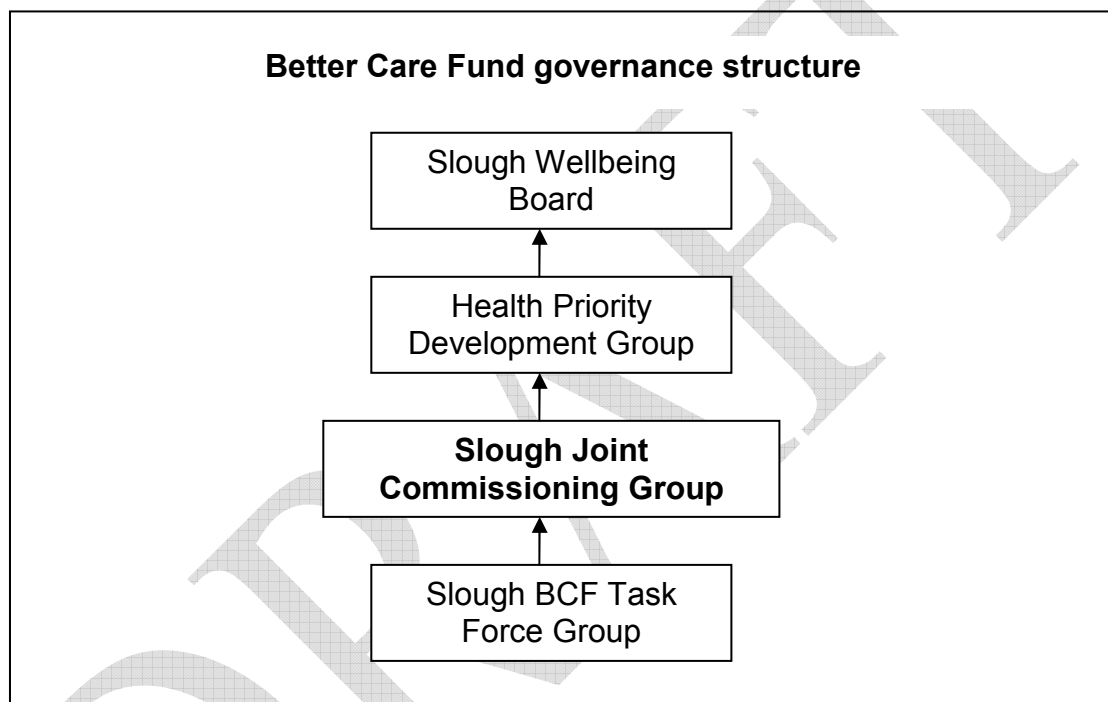 Better Care Fund governance structure
Slough Wellbeing
Board
Health Priority
Development Group
Slough Joint
Commissioning Group
Slough BCF Task
Force Group
DRAFT